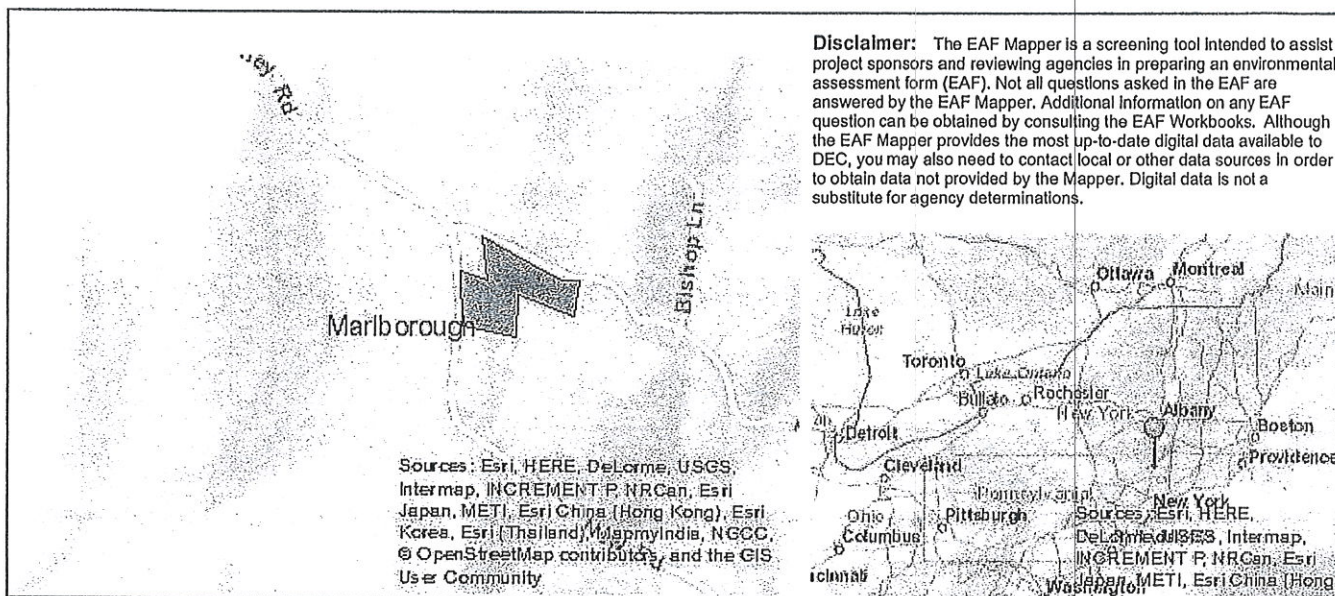 Disclaimer: The EAF Mapper is a screening tool intended to assist
project sponsors and reviewing agencies in preparing an environmental
assessment form (EAF). Not all questions asked in the EAF are
answered by the EAF Mapper. Additional information on any EAF
question can be obtained by consulting the EAF Workbooks. Although
the EAF Mapper provides the most up-to-date digital data available to
DEC, you may also need to contact local or other data sources in order
to obtain data not provided by the Mapper. Digital data is not a
substitute for agency determinations.
Rd
Bishop Ln
Marlborough
Sources: Esri, HERE, DeLorme, USGS,
Intermap, INCREMENT P, NRCan, Esri
Japan, METI, Esri China (Hong Kong), Esri
Korea, Esri (Thailand), MapmyIndia, NGCC,
© OpenStreetMap contributors, and the GIS
User Community
Ottawa
Montreal
Main
Lake
Huron
Toronto
Lake Ontario
Rochester
Buffalo
New York
Albany
Detroit
Boston
Cleveland
Providence
Pennsylvania
New York
Ohio
Pittsburgh
Columbus
cinnati
Washington
Sources: Esri, HERE,
DeLorme, USGS, Intermap,
INCREMENT P, NRCan, Esri
Japan, METI, Esri China (Hong